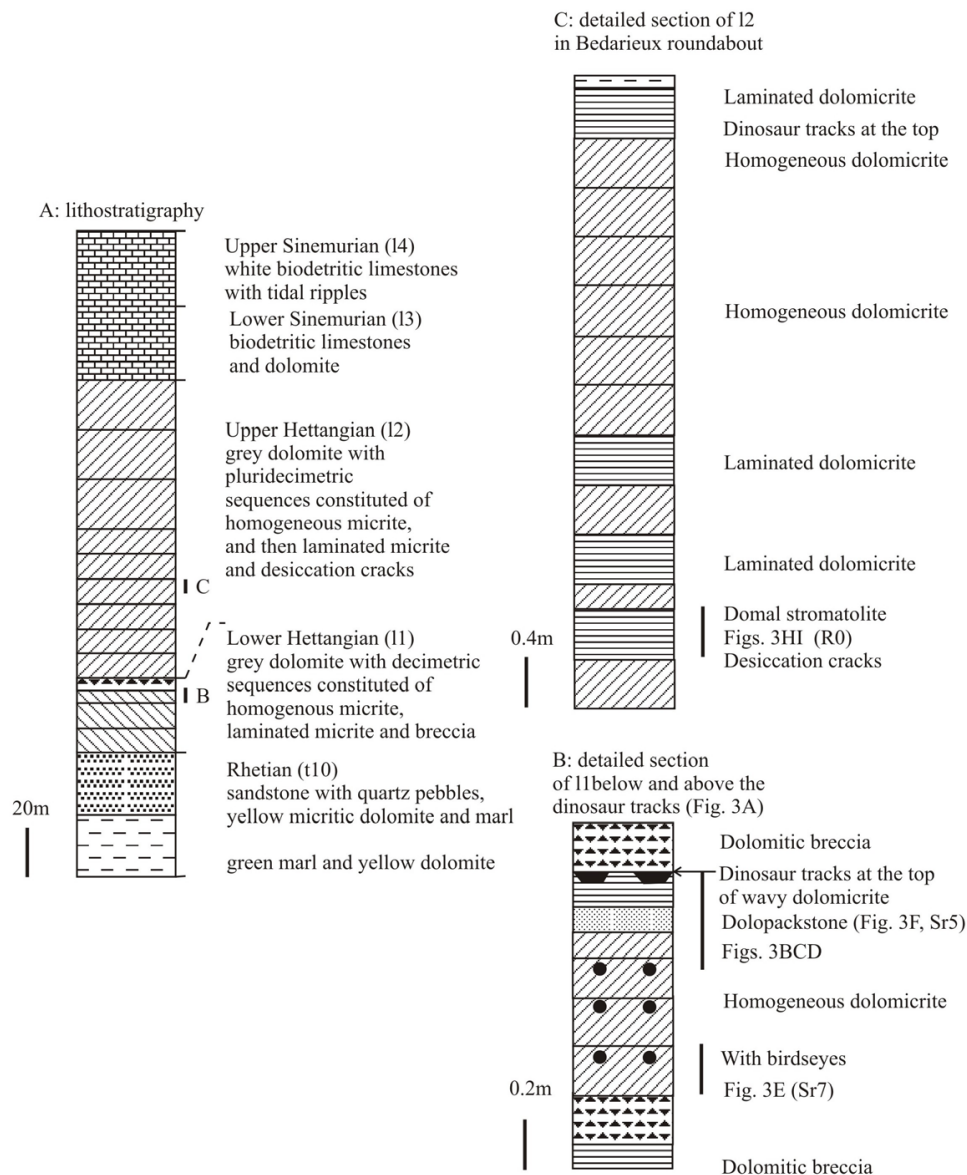 A: lithostratigraphy
Upper Sinemurian (l4)
white biodetritic limestones
with tidal ripples
Lower Sinemurian (l3)
biodetritic limestones
and dolomite
Upper Hettangian (l2)
grey dolomite with
pluridecimetric
sequences constituted of
homogeneous micrite,
and then laminated micrite
and desiccation cracks
C
Lower Hettangian (l1)
grey dolomite with decimetric
sequences constituted of
homogenous micrite,
laminated micrite and breccia
B
Rhetian (t10)
sandstone with quartz pebbles,
yellow micritic dolomite and marl
green marl and yellow dolomite
20m
C: detailed section of l2
in Bedarieux roundabout
Laminated dolomicrite
Dinosaur tracks at the top
Homogeneous dolomicrite
Homogeneous dolomicrite
Laminated dolomicrite
Laminated dolomicrite
Domal stromatolite
Figs. 3HI (R0)
Desiccation cracks
0.4m
B: detailed section
of l1below and above the
dinosaur tracks (Fig. 3A)
Dolomitic breccia
Dinosaur tracks at the top
of wavy dolomicrite
Dolopackstone (Fig. 3F, Sr5)
Figs. 3BCD
Homogeneous dolomicrite
With birdseyes
Fig. 3E (Sr7)
0.2m
Dolomitic breccia